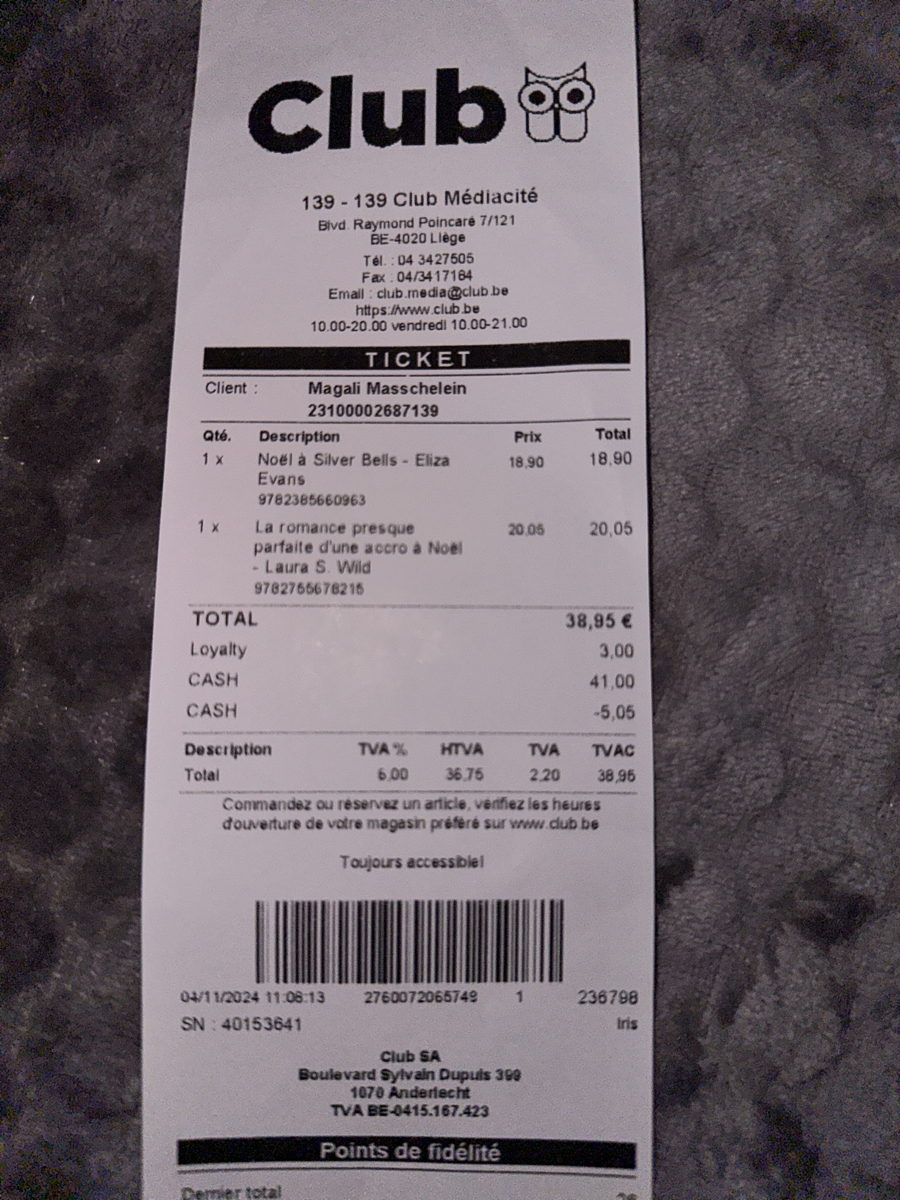 Club
139 - 139 Club Médiacité
Blvd. Raymond Poincaré 7/121
BE-4020 Liège
Tél. : 04 3427505
Fax : 04/3417184
Email : club.media@club.be
https://www.club.be
10.00-20.00 vendredi 10.00-21.00
TICKET
Client : Magali Masschelein
23100002687139
Qté. Description Prix Total
1 x Noël à Silver Bells - Eliza 18,90 18,90
Evans
9782385660963
1 x La romance presque 20,05 20,05
parfaite d'une accro à Noël
- Laura S. Wild
9782755678215
TOTAL 38,95 €
Loyalty 3,00
CASH 41,00
CASH -5,05
Description TVA % HTVA TVA TVAC
Total 6,00 36,75 2,20 38,95
Commandez ou réservez un article, vérifiez les heures
d'ouverture de votre magasin préféré sur www.club.be
Toujours accessible!
04/11/2024 11:06:13 2760072065749 1 236798
SN : 40153641 Iris
Club SA
Boulevard Sylvain Dupuis 399
1070 Anderlecht
TVA BE-0415.167.423
Points de fidélité
Dernier total